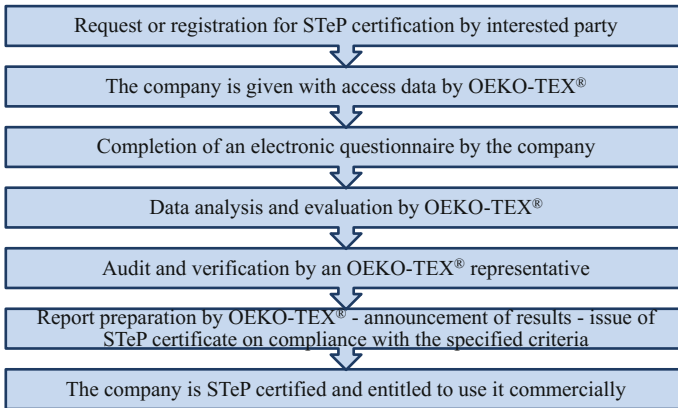 Request or registration for STeP certification by interested party
The company is given with access data by OEKO-TEX®
Completion of an electronic questionnaire by the company
Data analysis and evaluation by OEKO-TEX®
Audit and verification by an OEKO-TEX® representative
Report preparation by OEKO-TEX® - announcement of results - issue of
STeP certificate on compliance with the specified criteria
The company is STeP certified and entitled to use it commercially